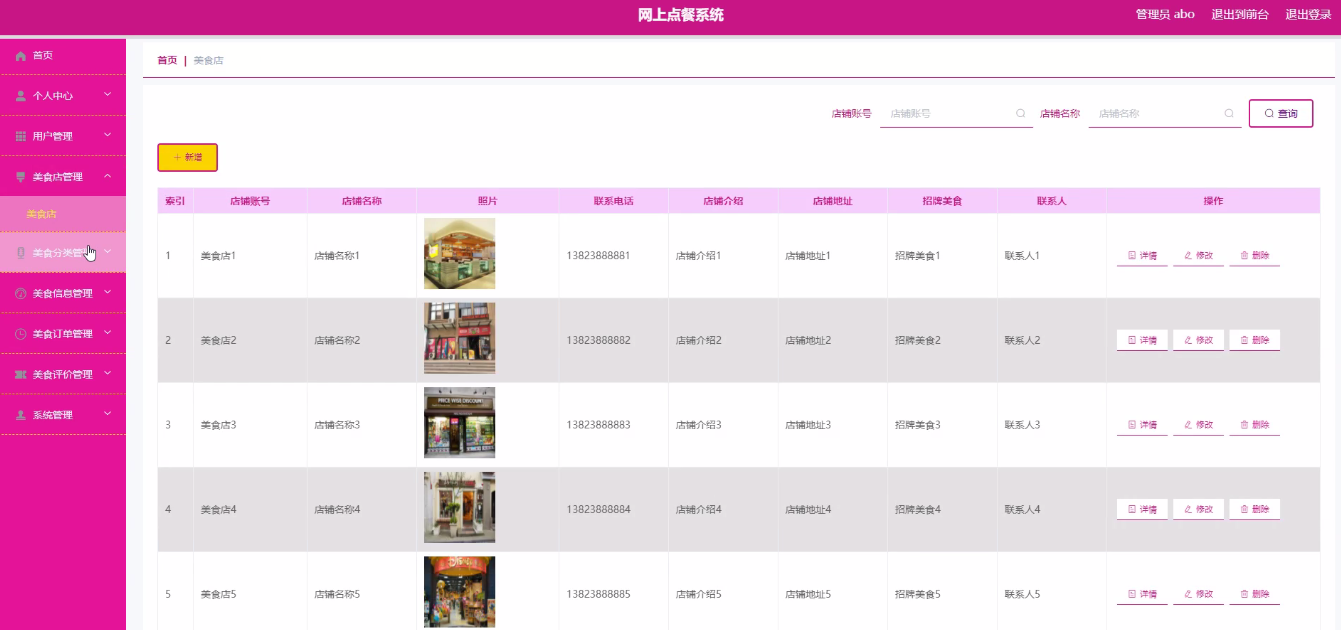 网上点餐系统
管理员 abo 退出到前台 退出登录
首页
个人中心
用户管理
美食店管理
美食店
美食分类管
美食信息管理
美食订单管理
美食评价管理
系统管理
首页 | 美食店
店铺账号 店铺账号 店铺名称 店铺名称 查询
+ 新增
索引 店铺账号 店铺名称 照片 联系电话 店铺介绍 店铺地址 招牌美食 联系人 操作
1 美食店1 店铺名称1 13823888881 店铺介绍1 店铺地址1 招牌美食1 联系人1 详情 修改 删除
2 美食店2 店铺名称2 13823888882 店铺介绍2 店铺地址2 招牌美食2 联系人2 详情 修改 删除
PRICE WISE DISCOUNT
3 美食店3 店铺名称3 13823888883 店铺介绍3 店铺地址3 招牌美食3 联系人3 详情 修改 删除
4 美食店4 店铺名称4 13823888884 店铺介绍4 店铺地址4 招牌美食4 联系人4 详情 修改 删除
5 美食店5 店铺名称5 13823888885 店铺介绍5 店铺地址5 招牌美食5 联系人5 详情 修改 删除